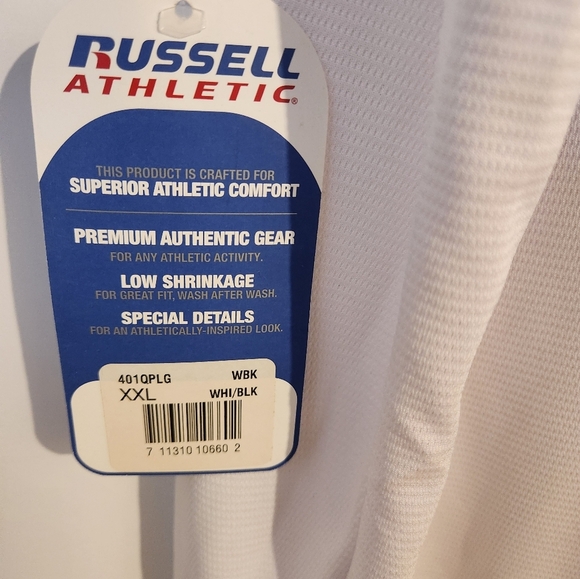 RUSSELL
ATHLETIC®
THIS PRODUCT IS CRAFTED FOR
SUPERIOR ATHLETIC COMFORT
PREMIUM AUTHENTIC GEAR
FOR ANY ATHLETIC ACTIVITY.
LOW SHRINKAGE
FOR GREAT FIT, WASH AFTER WASH.
SPECIAL DETAILS
FOR AN ATHLETICALLY-INSPIRED LOOK.
401QPLG WBK
XXL WHI/BLK
7 11310 10660 2